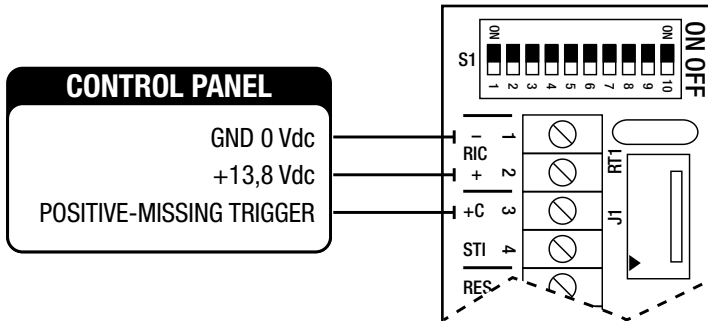 CONTROL PANEL
GND 0 Vdc
+13,8 Vdc
POSITIVE-MISSING TRIGGER
S1
ON ON
1 2 3 4 5 6 7 8 9 10
ON OFF
− 1
RIC
+ 2
+C 3
STI 4
RES
RT1
J1